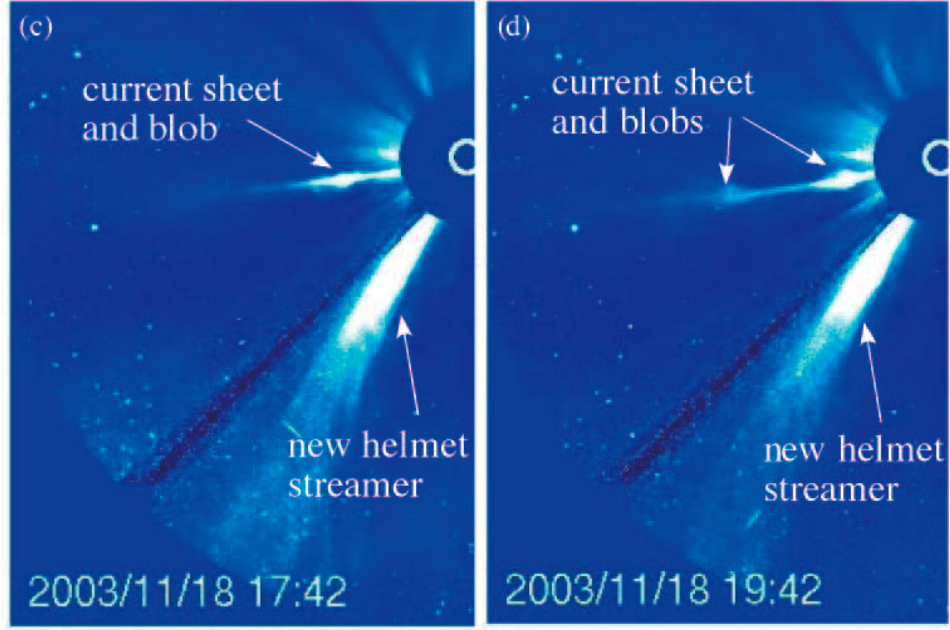 (c)
current sheet
and blob
new helmet
streamer
2003/11/18 17:42
(d)
current sheet
and blobs
new helmet
streamer
2003/11/18 19:42